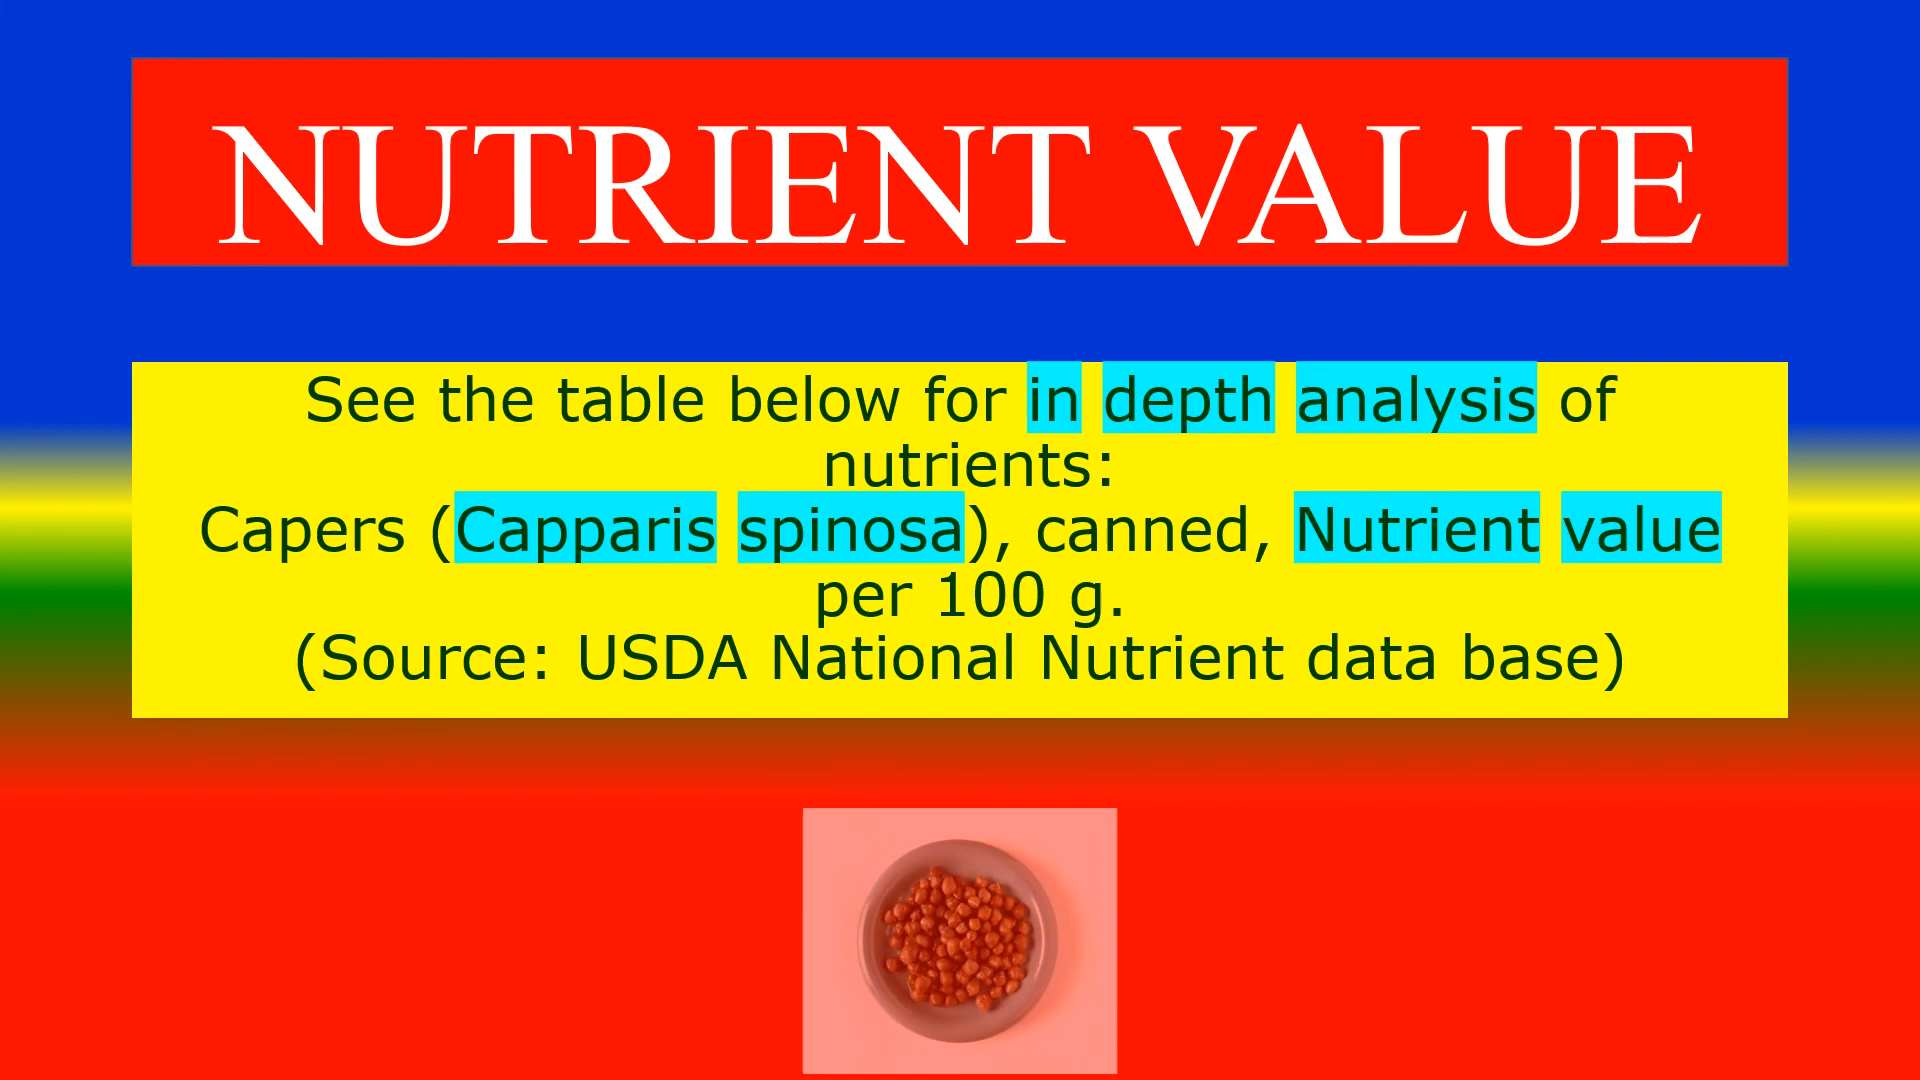 NUTRIENT VALUE
See the table below for in depth analysis of
nutrients:
Capers (Capparis spinosa), canned, Nutrient value
per 100 g.
(Source: USDA National Nutrient data base)